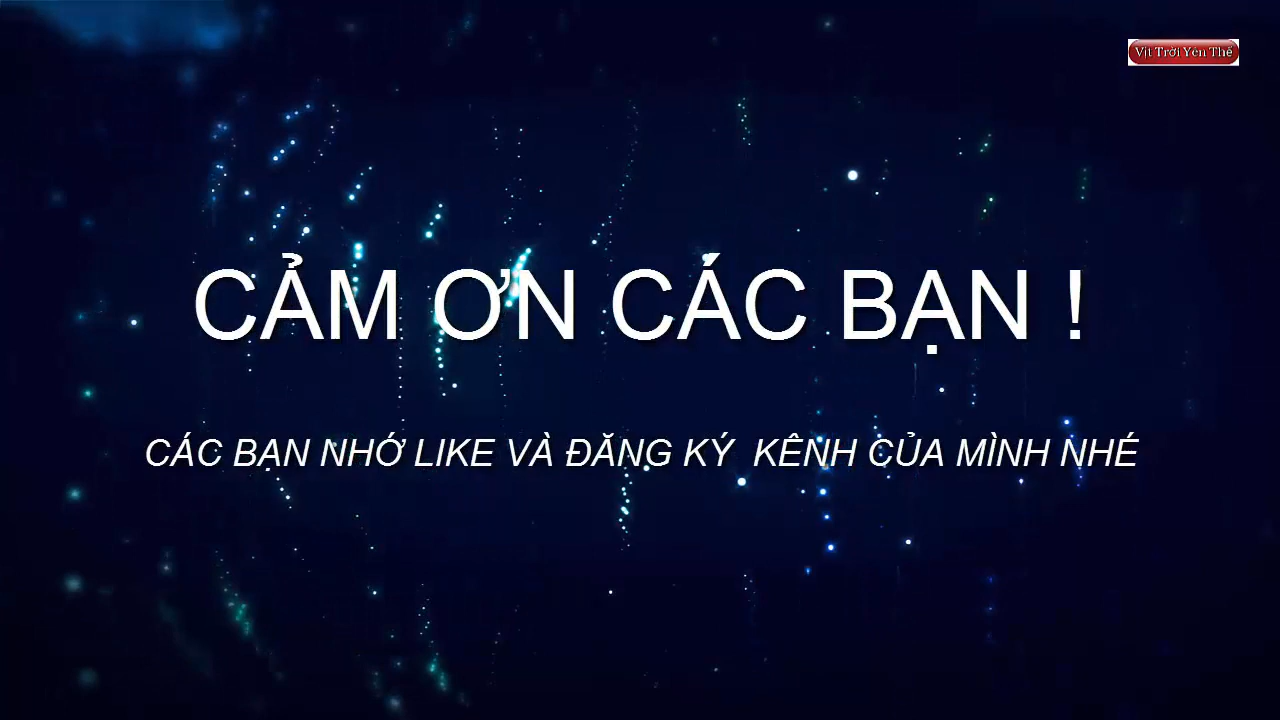 Vịt Trời Yên Thế
CẢM ƠN CÁC BẠN !
CÁC BẠN NHỚ LIKE VÀ ĐĂNG KÝ KÊNH CỦA MÌNH NHÉ